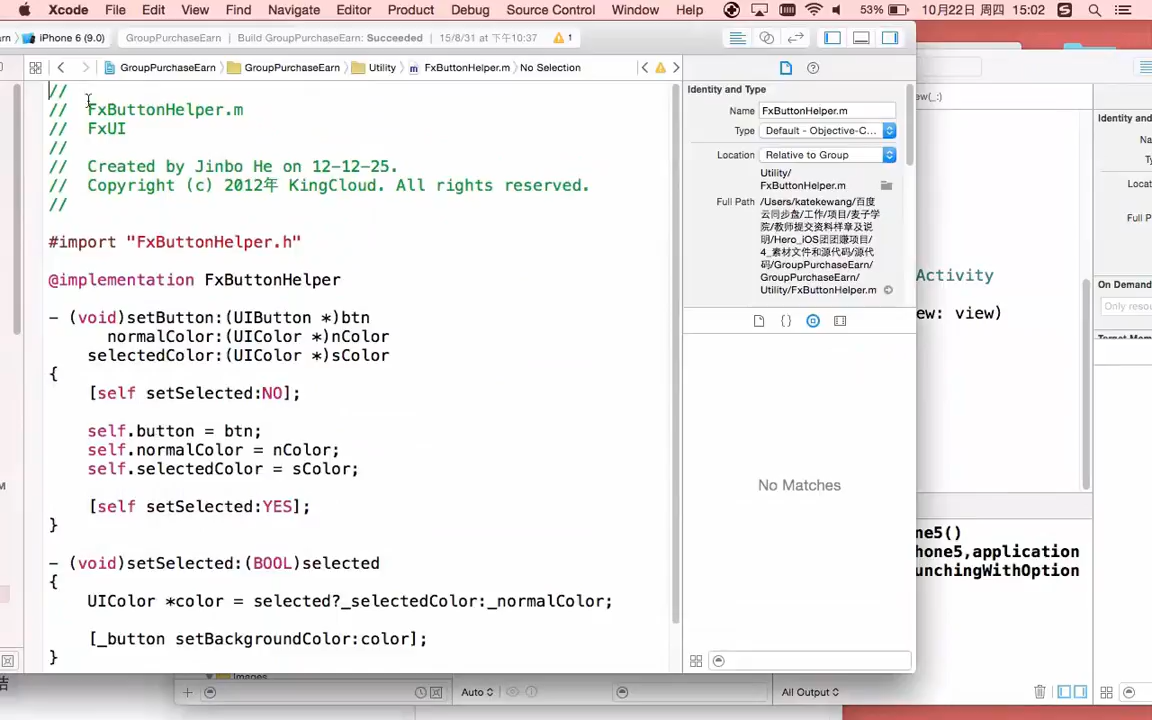 Xcode File Edit View Find Navigate Editor Product Debug Source Control Window Help 53% 10月22日 周四 15:02
rn iPhone 6 (9.0) GroupPurchaseEarn Build GroupPurchaseEarn: Succeeded 15/8/31 at 下午10:37 1
GroupPurchaseEarn GroupPurchaseEarn Utility FxButtonHelper.m No Selection
//
// FxButtonHelper.m
// FxUI
//
// Created by Jinbo He on 12-12-25.
// Copyright (c) 2012年 KingCloud. All rights reserved.
//
#import "FxButtonHelper.h"
@implementation FxButtonHelper
- (void)setButton:(UIButton *)btn
normalColor:(UIColor *)nColor
selectedColor:(UIColor *)sColor
{
[self setSelected:NO];
self.button = btn;
self.normalColor = nColor;
self.selectedColor = sColor;
[self setSelected:YES];
}
- (void)setSelected:(BOOL)selected
{
UIColor *color = selected?_selectedColor:_normalColor;
[_button setBackgroundColor:color];
}
Identity and Type
Name FxButtonHelper.m
Type Default - Objective-C...
Location Relative to Group
Utility/
FxButtonHelper.m
Full Path /Users/katekewang/百度
云同步盘/工作/项目/麦子学
院/教师提交资料样章及说
明/Hero_iOS团团赚项目/
4_素材文件和源代码/源代
码/GroupPurchaseEarn/
GroupPurchaseEarn/
Utility/FxButtonHelper.m
No Matches
ew(_:)
Activity
ew: view)
ne5()
hone5,application
unchingWithOption
Identity and
Na
Ty
Locat
Full P
On Demand
Only resou
Images
Auto
All Output